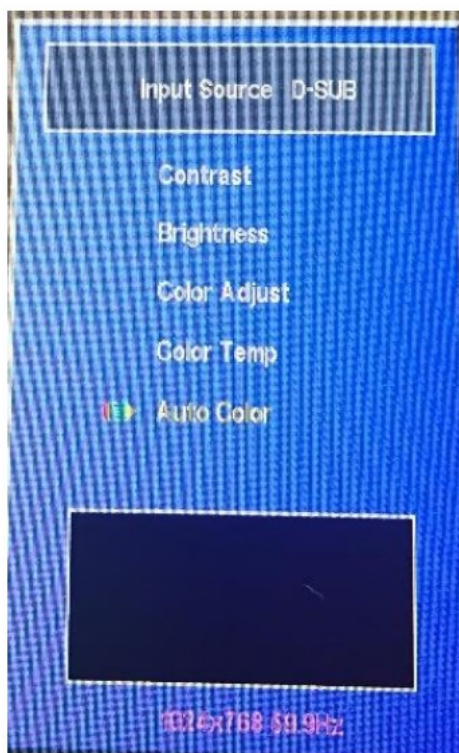 Input Source D-SUB
Contrast
Brightness
Color Adjust
Color Temp
Auto Color
1024x768 59.9Hz